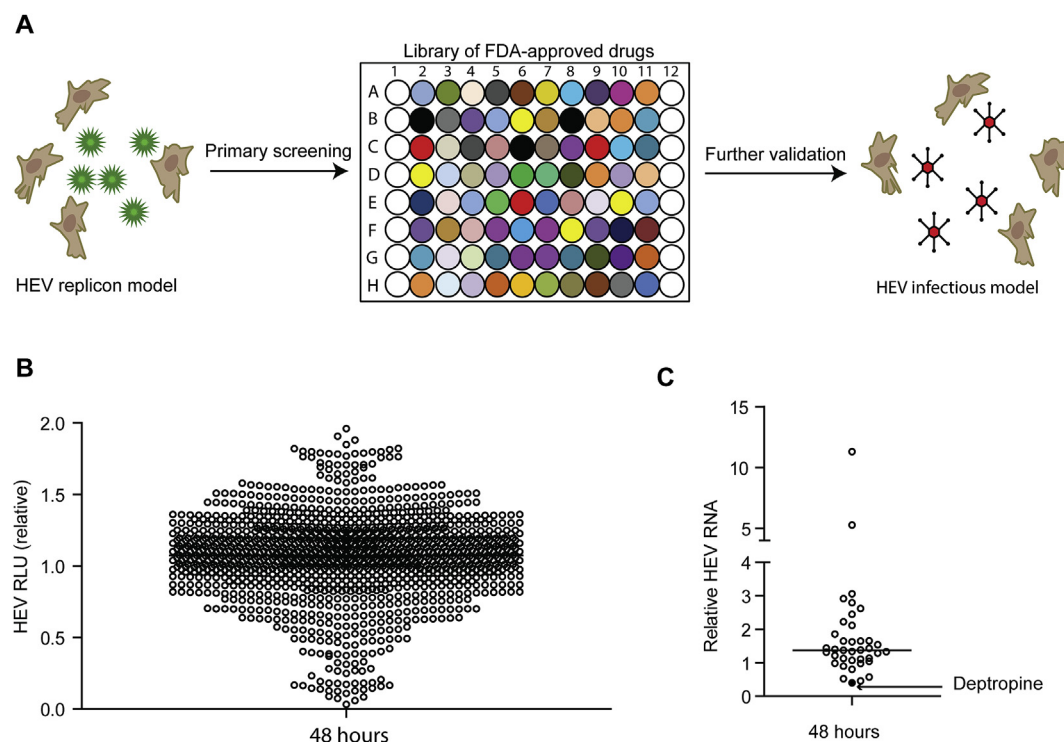 A
Library of FDA-approved drugs
1 2 3 4 5 6 7 8 9 10 11 12
A
B
C
D
E
F
G
H
Primary screening
Further validation
HEV replicon model
HEV infectious model
B
HEV RLU (relative)
2.0
1.5
1.0
0.5
0.0
48 hours
C
Relative HEV RNA
15
10
5
4
3
2
1
0
Deptropine
48 hours